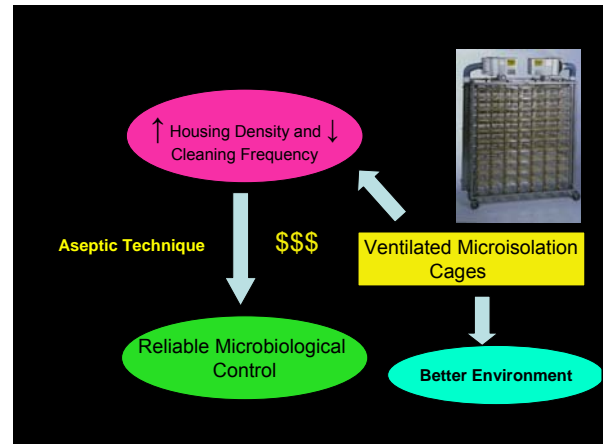 ↑ Housing Density and ↓
Cleaning Frequency
Aseptic Technique
$$$
Ventilated Microisolation
Cages
Reliable Microbiological
Control
Better Environment